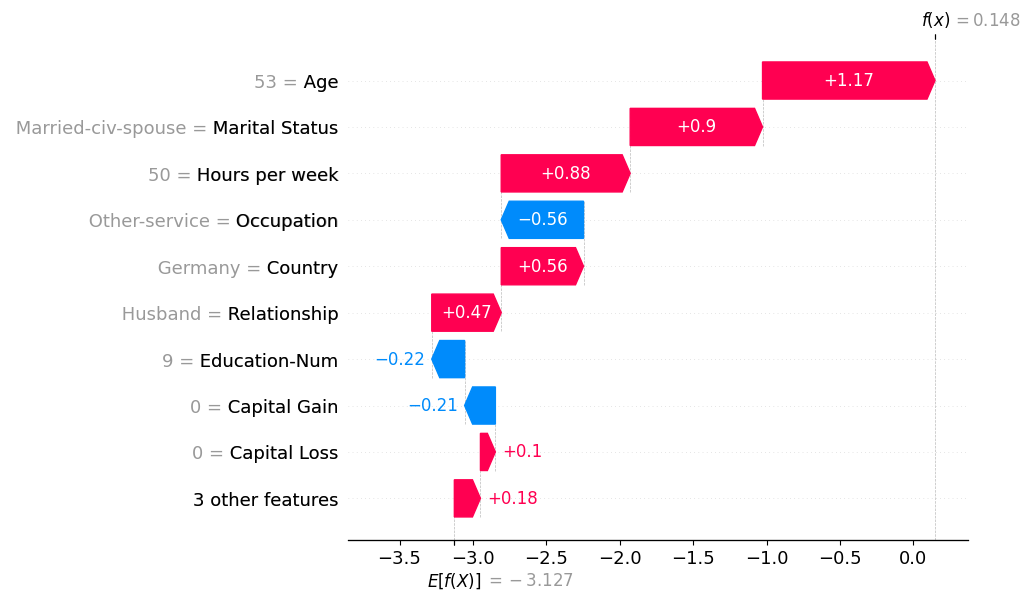 f(x) = 0.148
53 = Age
+1.17
Married-civ-spouse = Marital Status
+0.9
50 = Hours per week
+0.88
Other-service = Occupation
−0.56
Germany = Country
+0.56
Husband = Relationship
+0.47
9 = Education-Num
−0.22
0 = Capital Gain
−0.21
0 = Capital Loss
+0.1
3 other features
+0.18
−3.5 −3.0 −2.5 −2.0 −1.5 −1.0 −0.5 0.0
E[f(X)] = −3.127